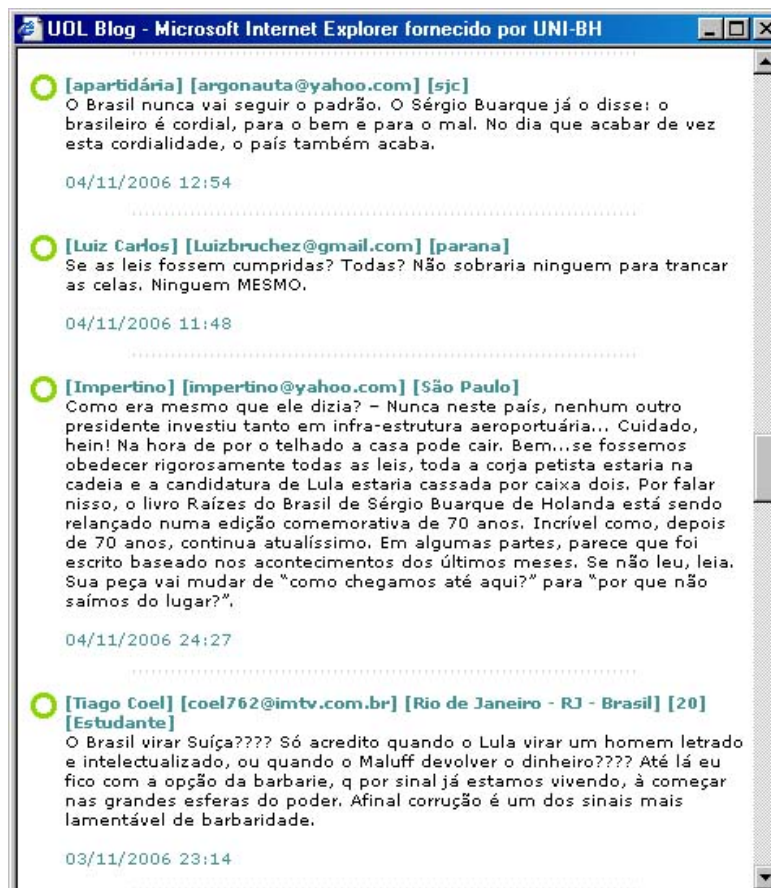 UOL Blog - Microsoft Internet Explorer fornecido por UNI-BH
[apartidária] [argonauta@yahoo.com] [sjc]
O Brasil nunca vai seguir o padrão. O Sérgio Buarque já o disse: o
brasileiro é cordial, para o bem e para o mal. No dia que acabar de vez
esta cordialidade, o país também acaba.
04/11/2006 12:54
[Luiz Carlos] [Luizbruchez@gmail.com] [parana]
Se as leis fossem cumpridas? Todas? Não sobraria ninguem para trancar
as celas. Ninguem MESMO.
04/11/2006 11:48
[Impertino] [impertino@yahoo.com] [São Paulo]
Como era mesmo que ele dizia? – Nunca neste país, nenhum outro
presidente investiu tanto em infra-estrutura aeroportuária... Cuidado,
hein! Na hora de por o telhado a casa pode cair. Bem...se fossemos
obedecer rigorosamente todas as leis, toda a corja petista estaria na
cadeia e a candidatura de Lula estaria cassada por caixa dois. Por falar
nisso, o livro Raízes do Brasil de Sérgio Buarque de Holanda está sendo
relançado numa edição comemorativa de 70 anos. Incrível como, depois
de 70 anos, continua atualíssimo. Em algumas partes, parece que foi
escrito baseado nos acontecimentos dos últimos meses. Se não leu, leia.
Sua peça vai mudar de “como chegamos até aqui?” para “por que não
saímos do lugar?”.
04/11/2006 24:27
[Tiago Coel] [coel762@imtv.com.br] [Rio de Janeiro - RJ - Brasil] [20]
[Estudante]
O Brasil virar Suíça???? Só acredito quando o Lula virar um homem letrado
e intelectualizado, ou quando o Maluff devolver o dinheiro???? Até lá eu
fico com a opção da barbarie, q por sinal já estamos vivendo, à começar
nas grandes esferas do poder. Afinal corrução é um dos sinais mais
lamentável de barbaridade.
03/11/2006 23:14